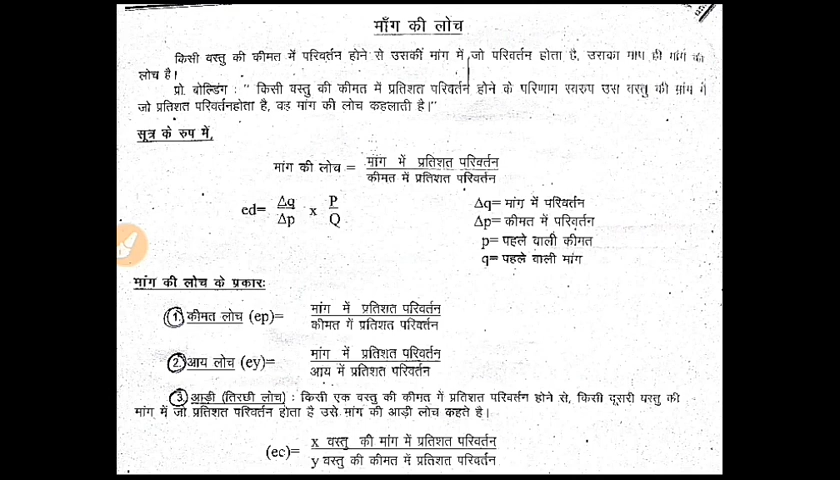 माँग की लोच
किसी वस्तु की कीमत में परिवर्तन होने से उसकी माँग में जो परिवर्तन होता है, उसका माप ही माँग की
लोच है।
प्रो. बोल्डिंग : " किसी वस्तु की कीमत में प्रतिशत परिवर्तन होने के परिणाम स्वरुप उस वस्तु की मांग में
जो प्रतिशत परिवर्तनहोता है, वह मांग की लोच कहलाती है।"
सूत्र के रुप में,
मांग की लोच = मांग में प्रतिशत परिवर्तन
कीमत में प्रतिशत परिवर्तन
ed= Δq x P
Δp Q
Δq= मांग में परिवर्तन
Δp= कीमत में परिवर्तन
p= पहले वाली कीमत
q= पहले वाली मांग
मांग की लोच के प्रकारः
1. कीमत लोच (ep)= मांग में प्रतिशत परिवर्तन
कीमत में प्रतिशत परिवर्तन
2. आय लोच (ey)= मांग में प्रतिशत परिवर्तन
आय में प्रतिशत परिवर्तन
3. आड़ी (तिरछी लोच) : किसी एक वस्तु की कीमत में प्रतिशत परिवर्तन होने से, किसी दूसरी वस्तु की
मांग में जो प्रतिशत परिवर्तन होता है उसे मांग की आड़ी लोच कहते है।
(ec)= x वस्तु की मांग में प्रतिशत परिवर्तन
y वस्तु की कीमत में प्रतिशत परिवर्तन